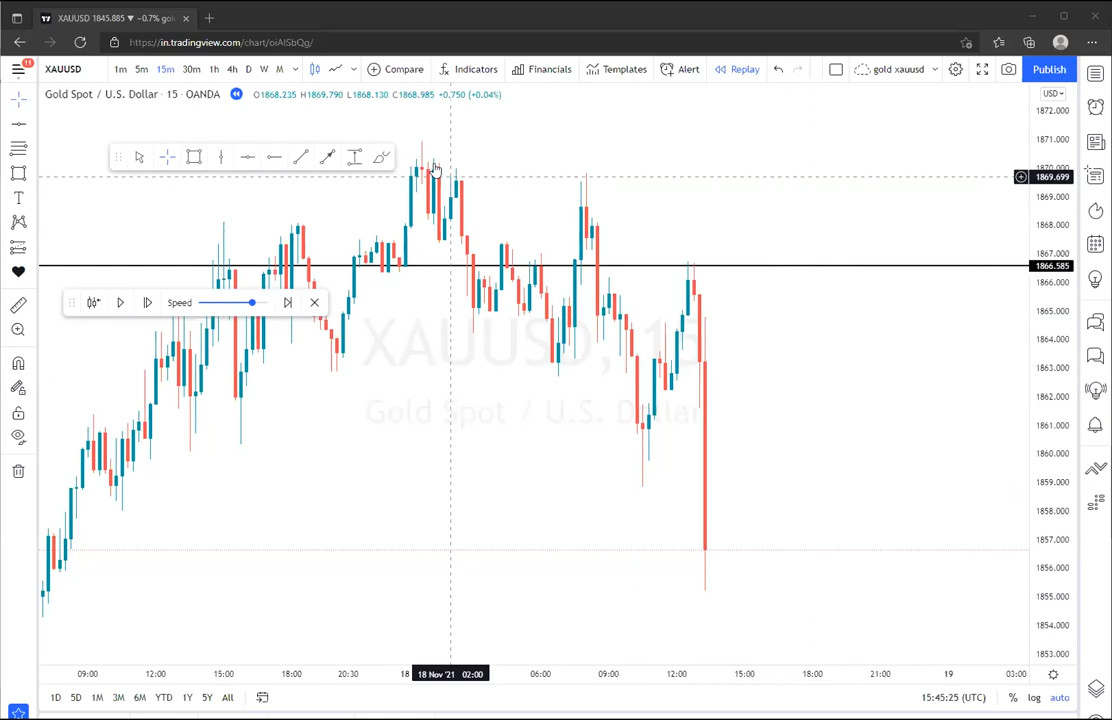 XAUUSD 1845.885 ▼ −0.7% gol
https://in.tradingview.com/chart/oiAlSbQg/
11
XAUUSD 1m 5m 15m 30m 1h 4h D W M Compare Indicators Financials Templates Alert Replay gold xauusd Publish
Gold Spot / U.S. Dollar · 15 · OANDA O1868.235 H1869.790 L1868.130 C1868.985 +0.750 (+0.04%)
USD
1872.000
1871.000
1870.000
1869.699
1869.000
1868.000
1867.000
1866.585
1866.000
1865.000
1864.000
1863.000
1862.000
1861.000
1860.000
1859.000
1858.000
1857.000
1856.000
1855.000
1854.000
1853.000
Speed
XAUUSD, 15
Gold Spot / U.S. Dollar
09:00 12:00 15:00 18:00 20:30 18 18 Nov '21 02:00 06:00 09:00 12:00 15:00 18:00 21:00 19 03:00
1D 5D 1M 3M 6M YTD 1Y 5Y All 15:45:25 (UTC) % log auto